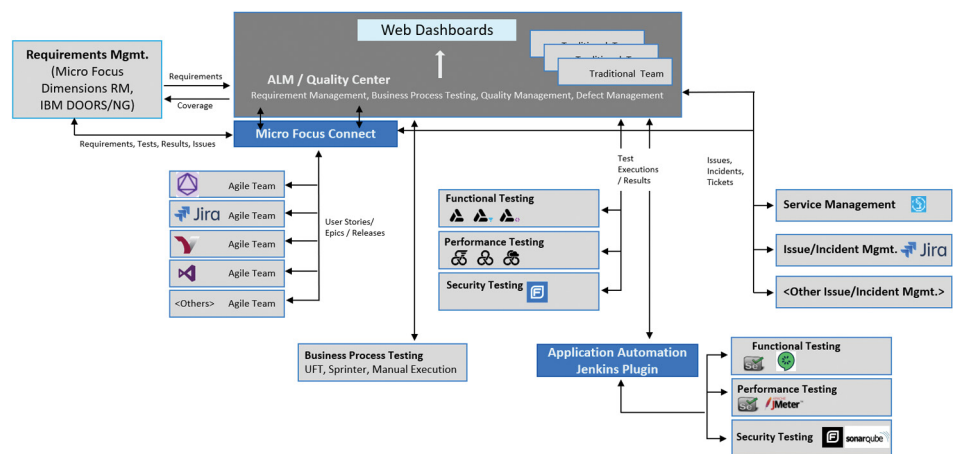 Web Dashboards
Traditional Team
ALM / Quality Center
Requirement Management, Business Process Testing, Quality Management, Defect Management
Requirements Mgmt.
(Micro Focus
Dimensions RM,
IBM DOORS/NG)
Requirements
Coverage
Micro Focus Connect
Requirements, Tests, Results, Issues
Agile Team
Jira Agile Team
Agile Team
Agile Team
<Others> Agile Team
User Stories/
Epics / Releases
Test
Executions
/ Results
Issues,
Incidents,
Tickets
Functional Testing
Performance Testing
Security Testing
Service Management
Issue/Incident Mgmt. Jira
<Other Issue/Incident Mgmt.>
Business Process Testing
UFT, Sprinter, Manual Execution
Application Automation
Jenkins Plugin
Functional Testing
Se
Performance Testing
Se JMeter
Security Testing sonarqube